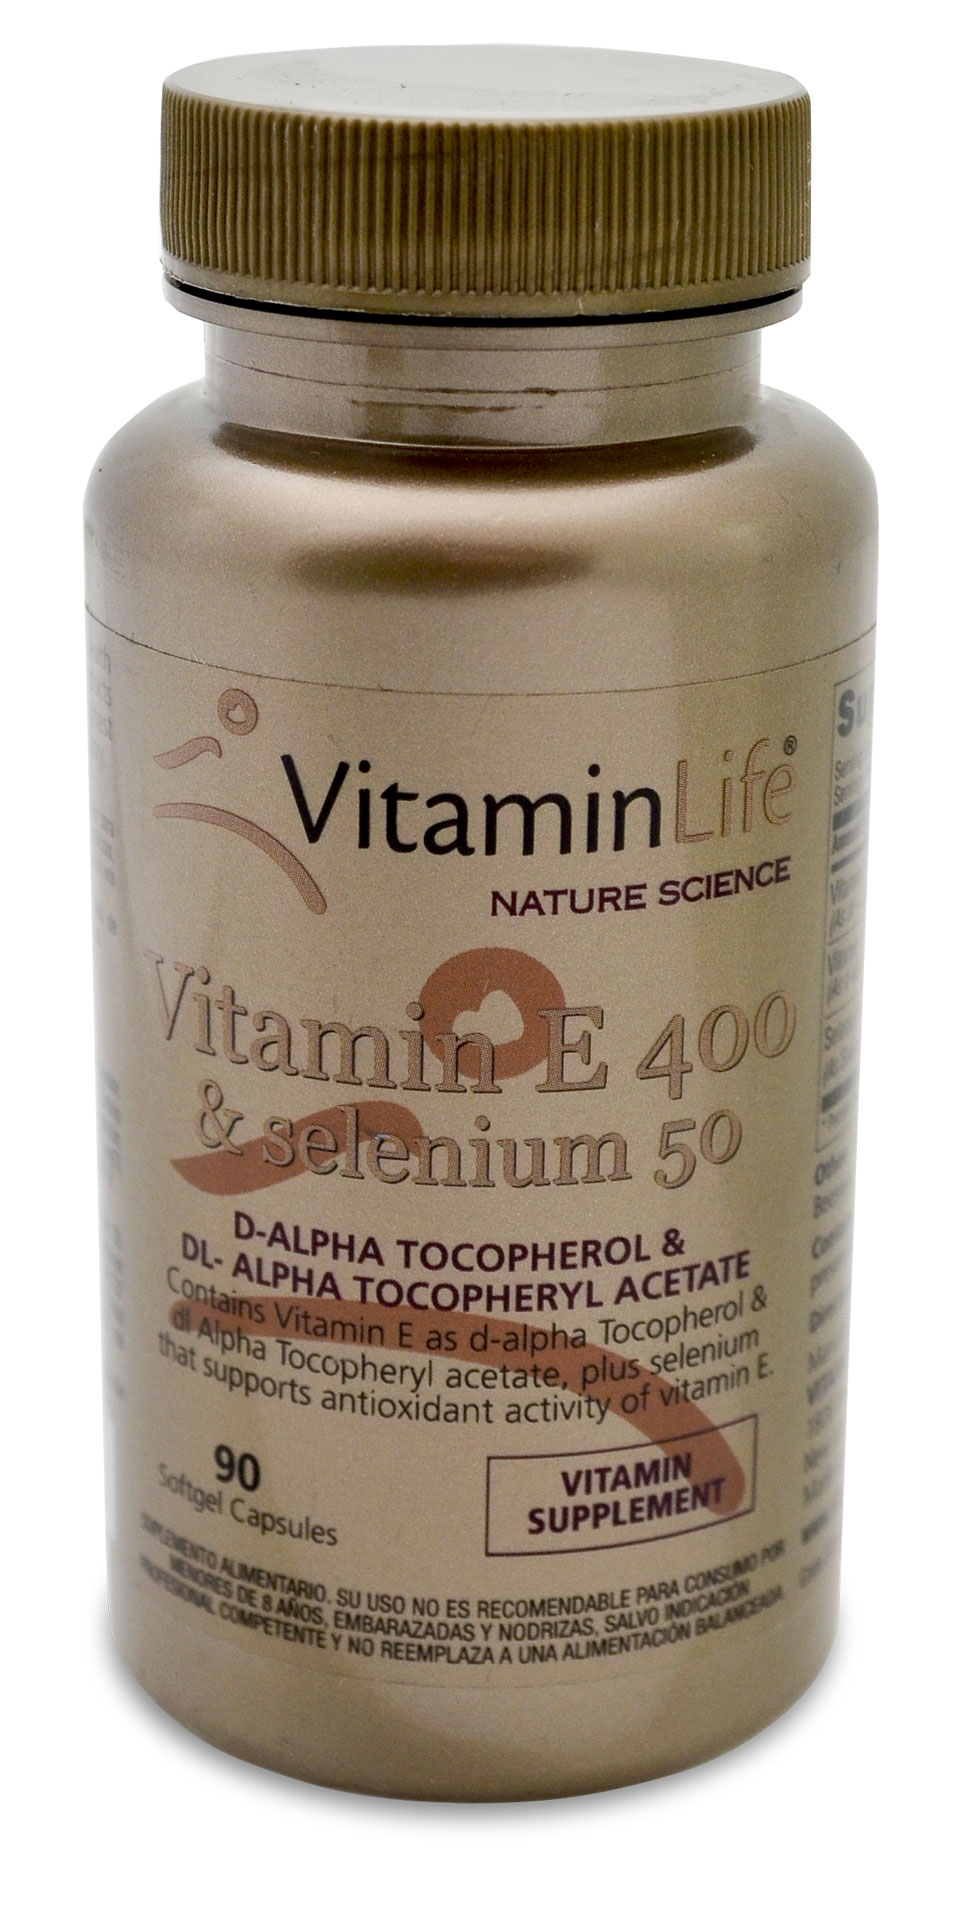 VitaminLife®
NATURE SCIENCE
Vitamin E 400
& selenium 50
D-ALPHA TOCOPHEROL &
DL- ALPHA TOCOPHERYL ACETATE
Contains Vitamin E as d-alpha Tocopherol &
dl Alpha Tocopheryl acetate, plus selenium
that supports antioxidant activity of vitamin E.
90
Softgel Capsules
VITAMIN
SUPPLEMENT
SUPLEMENTO ALIMENTARIO. SU USO NO ES RECOMENDABLE PARA CONSUMO POR
MENORES DE 8 AÑOS, EMBARAZADAS Y NODRIZAS, SALVO INDICACIÓN
PROFESIONAL COMPETENTE Y NO REEMPLAZA A UNA ALIMENTACIÓN BALANCEADA.